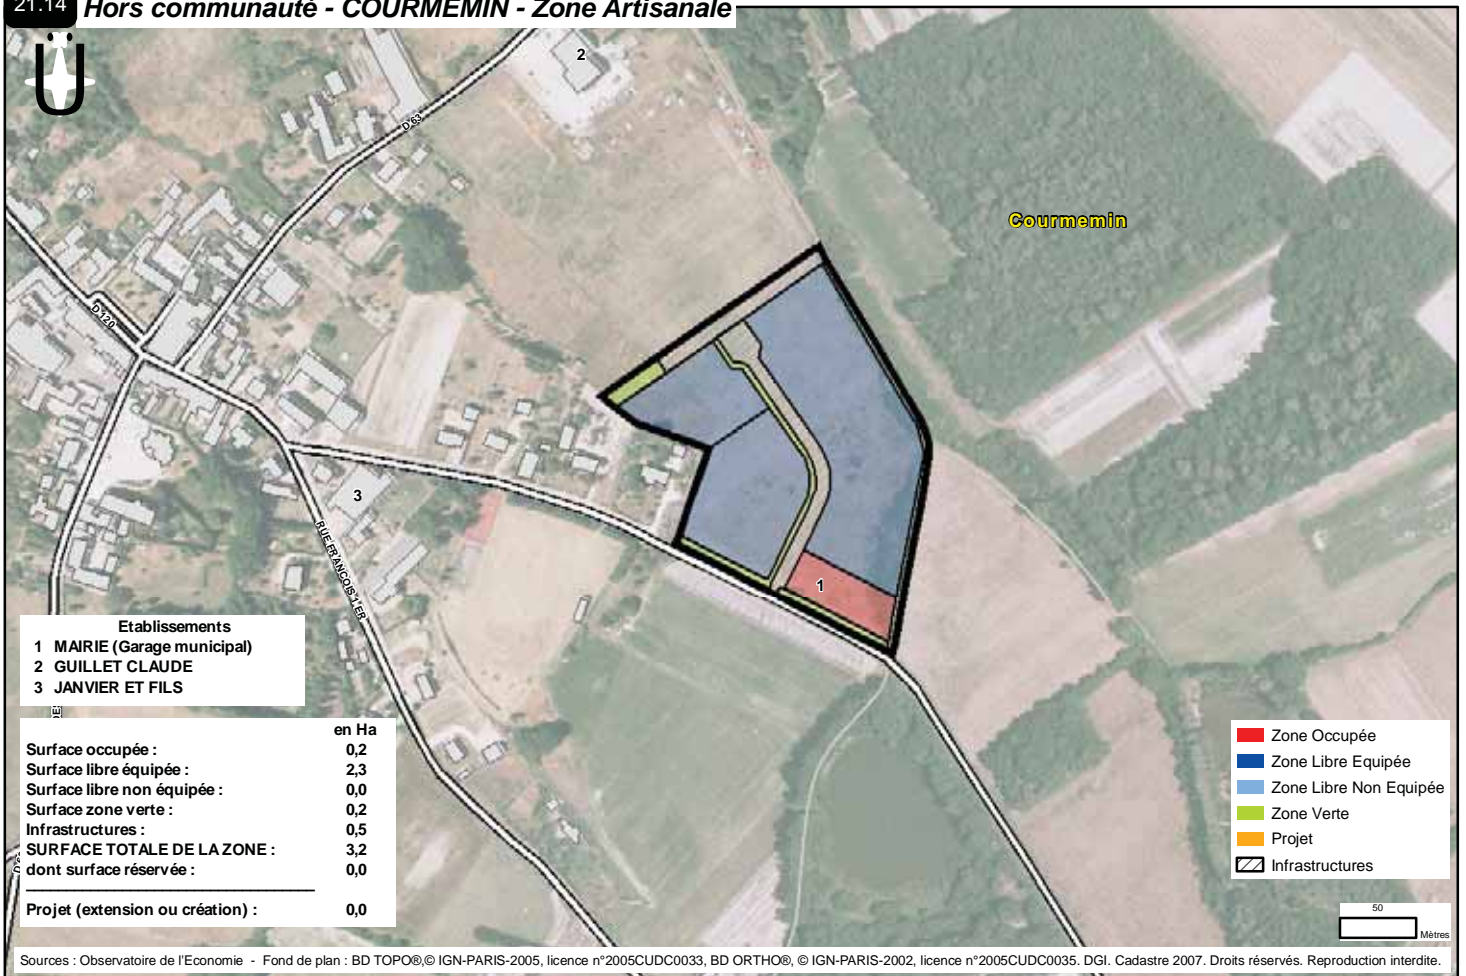 21.14 Hors communauté - COURMEMIN - Zone Artisanale
Ü
2
D 63
Courmemin
D 120
3
RUE FRANCOIS 1 ER
1
Etablissements
1 MAIRIE (Garage municipal)
2 GUILLET CLAUDE
3 JANVIER ET FILS
en Ha
Surface occupée : 0,2
Surface libre équipée : 2,3
Surface libre non équipée : 0,0
Surface zone verte : 0,2
Infrastructures : 0,5
SURFACE TOTALE DE LA ZONE : 3,2
dont surface réservée : 0,0
Projet (extension ou création) : 0,0
Zone Occupée
Zone Libre Equipée
Zone Libre Non Equipée
Zone Verte
Projet
Infrastructures
50
Mètres
Sources : Observatoire de l'Economie - Fond de plan : BD TOPO®,© IGN-PARIS-2005, licence n°2005CUDC0033, BD ORTHO®, © IGN-PARIS-2002, licence n°2005CUDC0035. DGI. Cadastre 2007. Droits réservés. Reproduction interdite.